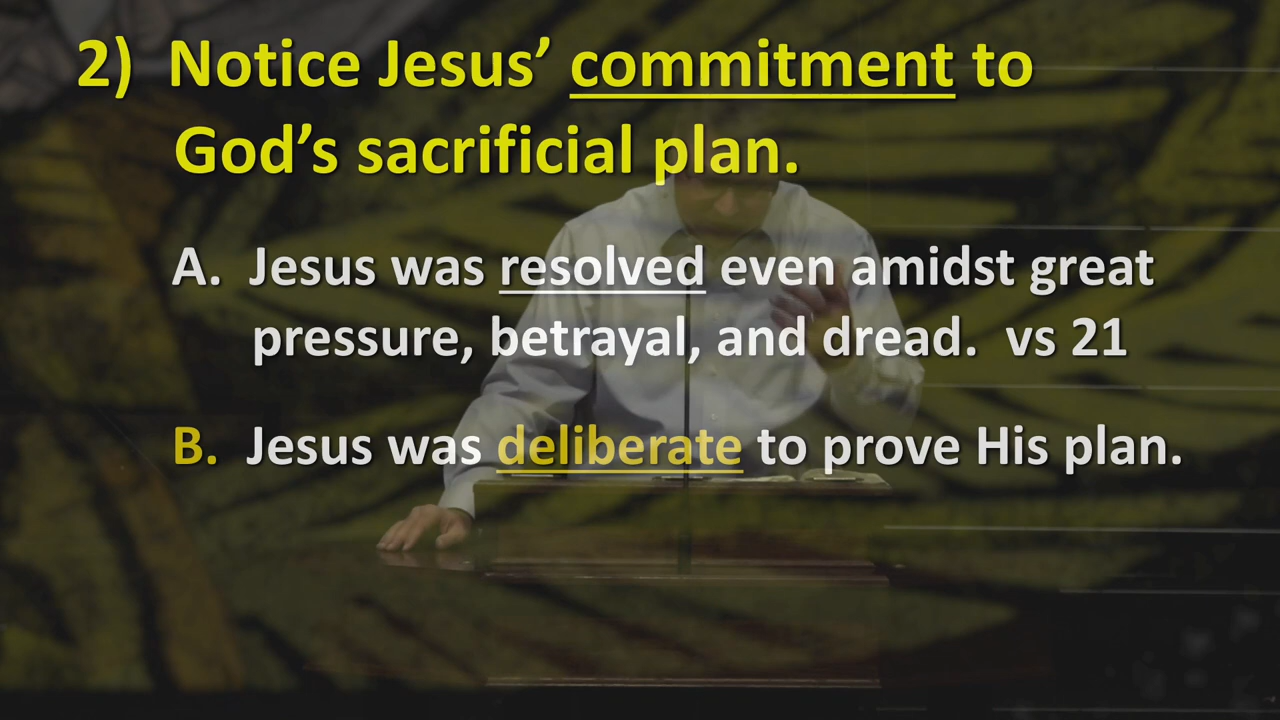 2) Notice Jesus’ commitment to
God’s sacrificial plan.
A. Jesus was resolved even amidst great
pressure, betrayal, and dread. vs 21
B. Jesus was deliberate to prove His plan.